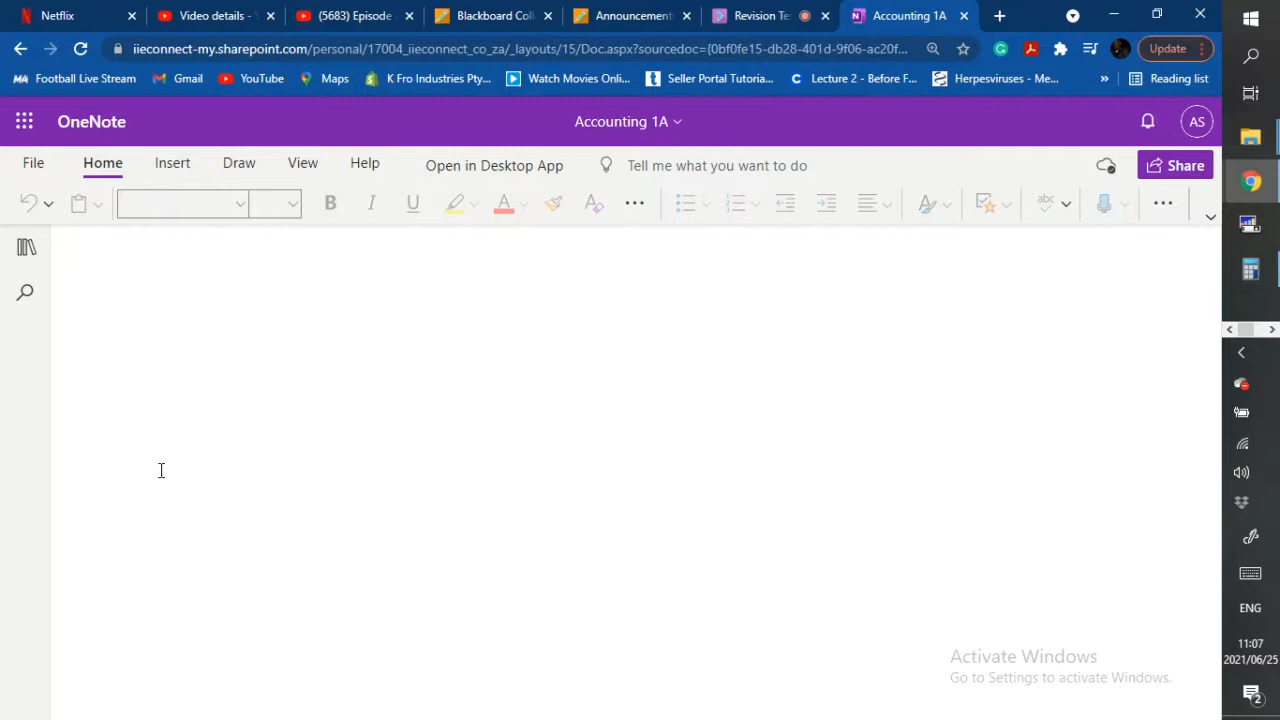 Netflix
Video details - Y
(5683) Episode
Blackboard Coll
Announcement
Revision Te
Accounting 1A
iieconnect-my.sharepoint.com/personal/17004_iieconnect_co_za/_layouts/15/Doc.aspx?sourcedoc={0bf0fe15-db28-401d-9f06-ac20f...
Update
Football Live Stream
Gmail
YouTube
Maps
K Fro Industries Pty...
Watch Movies Onli...
Seller Portal Tutoria...
Lecture 2 - Before F...
Herpesviruses - Me...
Reading list
OneNote
Accounting 1A
AS
File
Home
Insert
Draw
View
Help
Open in Desktop App
Tell me what you want to do
Share
B
I
U
A
abc
Activate Windows
Go to Settings to activate Windows.
ENG
11:07
2021/06/25
2